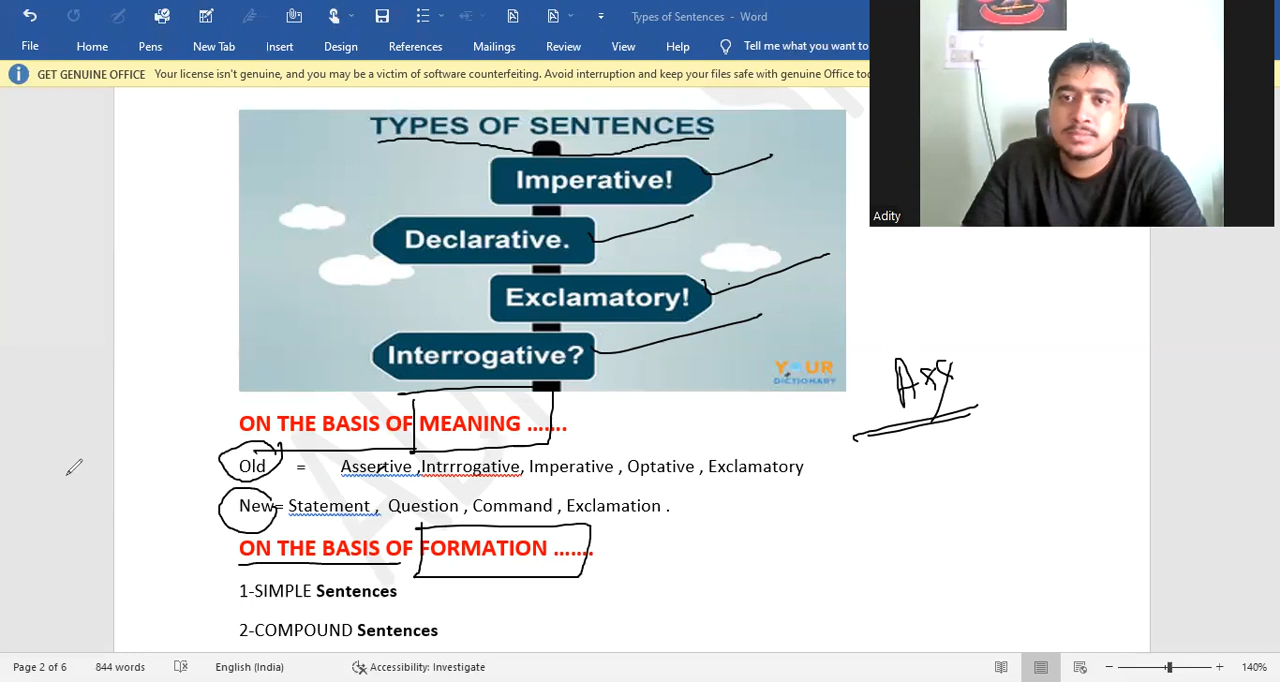 Types of Sentences - Word
File Home Pens New Tab Insert Design References Mailings Review View Help Tell me what you want to
GET GENUINE OFFICE Your license isn't genuine, and you may be a victim of software counterfeiting. Avoid interruption and keep your files safe with genuine Office
Adity
TYPES OF SENTENCES
Imperative!
Declarative.
Exclamatory!
Interrogative?
YOUR
DICTIONARY
ON THE BASIS OF MEANING .......
Old = Assertive ,Intrrrogative, Imperative , Optative , Exclamatory
New= Statement , Question , Command , Exclamation .
ON THE BASIS OF FORMATION .......
1-SIMPLE Sentences
2-COMPOUND Sentences
Page 2 of 6 844 words English (India) Accessibility: Investigate 140%